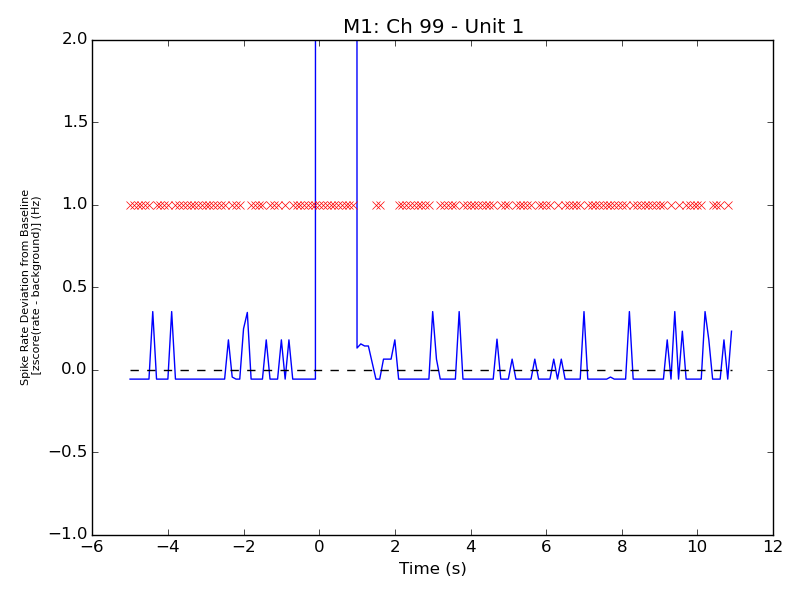 M1: Ch 99 - Unit 1
2.0
1.5
1.0
0.5
0.0
−0.5
−1.0
Spike Rate Deviation from Baseline
[zscore(rate - background)] (Hz)
−6 −4 −2 0 2 4 6 8 10 12
Time (s)